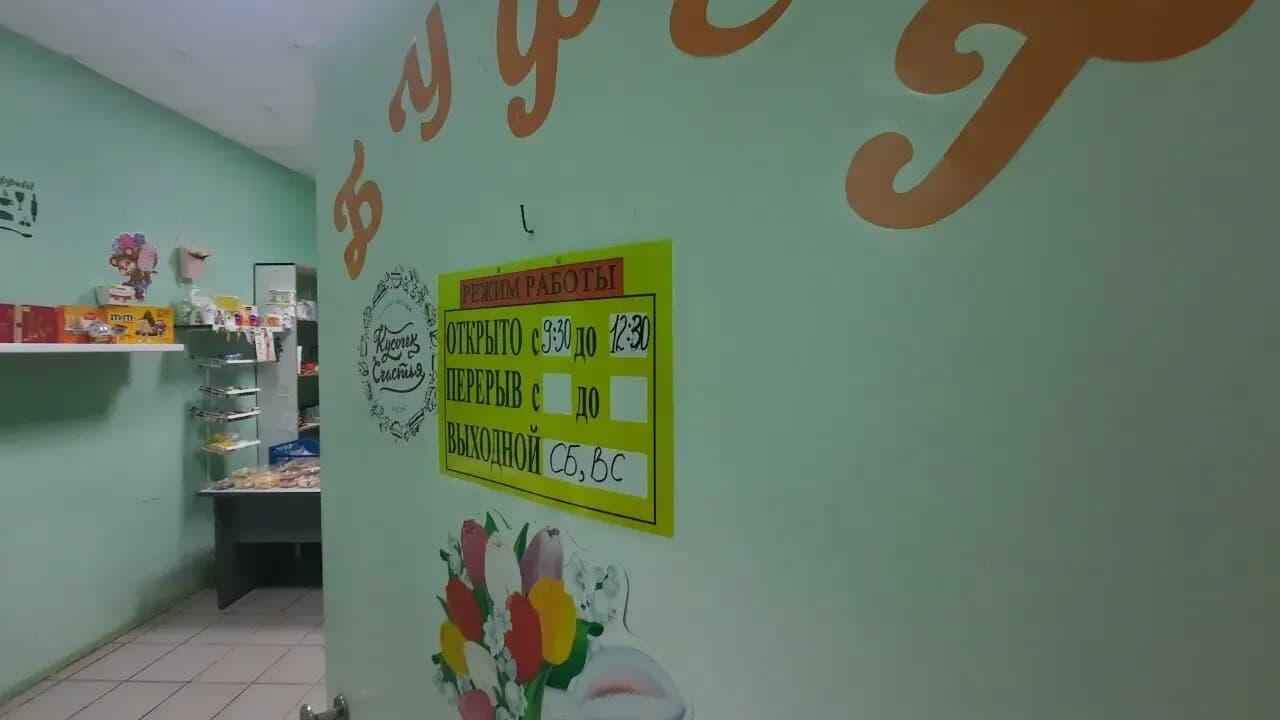 Буфет
РЕЖИМ РАБОТЫ
ОТКРЫТО с 9:30 до 12:30
ПЕРЕРЫВ с до
ВЫХОДНОЙ СБ, ВС
Кусочек
Счастья
m&m's